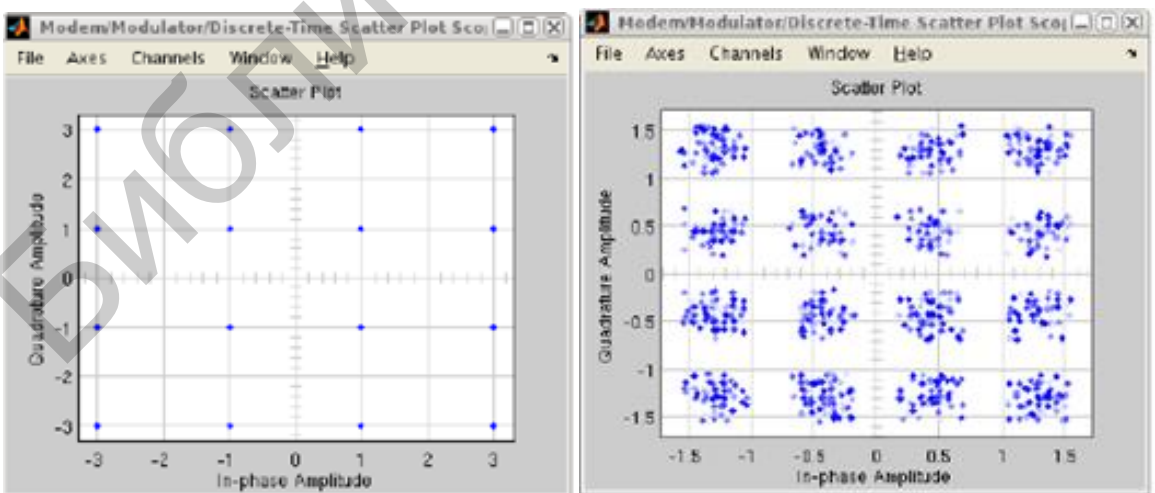 Modem/Modulator/Discrete-Time Scatter Plot Scop
File Axes Channels Window Help
Scatter Plot
Quadrature Amplitude
3
2
1
0
-1
-2
-3
-3 -2 -1 0 1 2 3
In-phase Amplitude
Modem/Modulator/Discrete-Time Scatter Plot Scop
File Axes Channels Window Help
Scatter Plot
Quadrature Amplitude
1.5
1
0.5
0
-0.5
-1
-1.5
-1.5 -1 -0.5 0 0.5 1 1.5
In-phase Amplitude